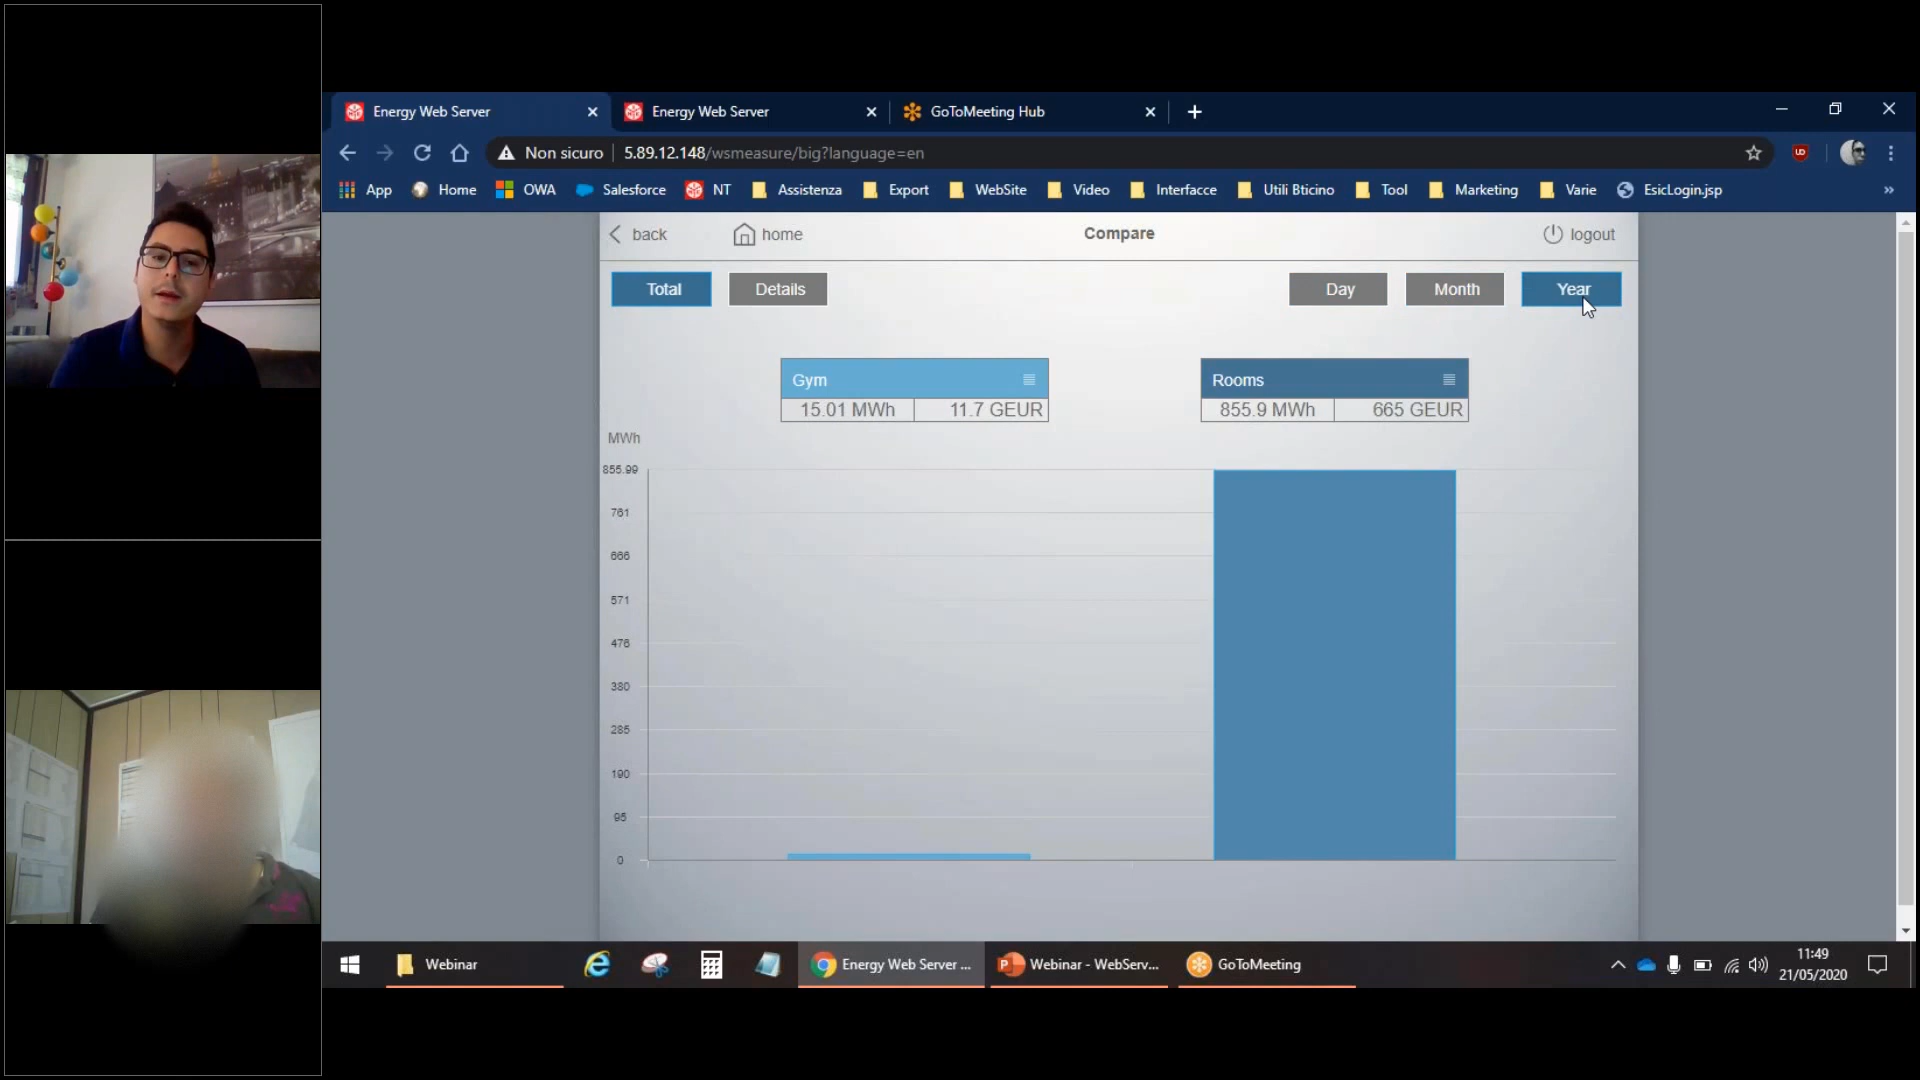 Energy Web Server
Energy Web Server
GoToMeeting Hub
Non sicuro
5.89.12.148/wsmeasure/big?language=en
App
Home
OWA
Salesforce
NT
Assistenza
Export
WebSite
Video
Interfacce
Utili Bticino
Tool
Marketing
Varie
EsicLogin.jsp
»
back
home
Compare
logout
Total
Details
Day
Month
Year
Gym
15.01 MWh
11.7 GEUR
Rooms
855.9 MWh
665 GEUR
MWh
855.99
761
666
571
476
380
285
190
95
0
Webinar
Energy Web Server ...
Webinar - WebServ...
GoToMeeting
11:49
21/05/2020